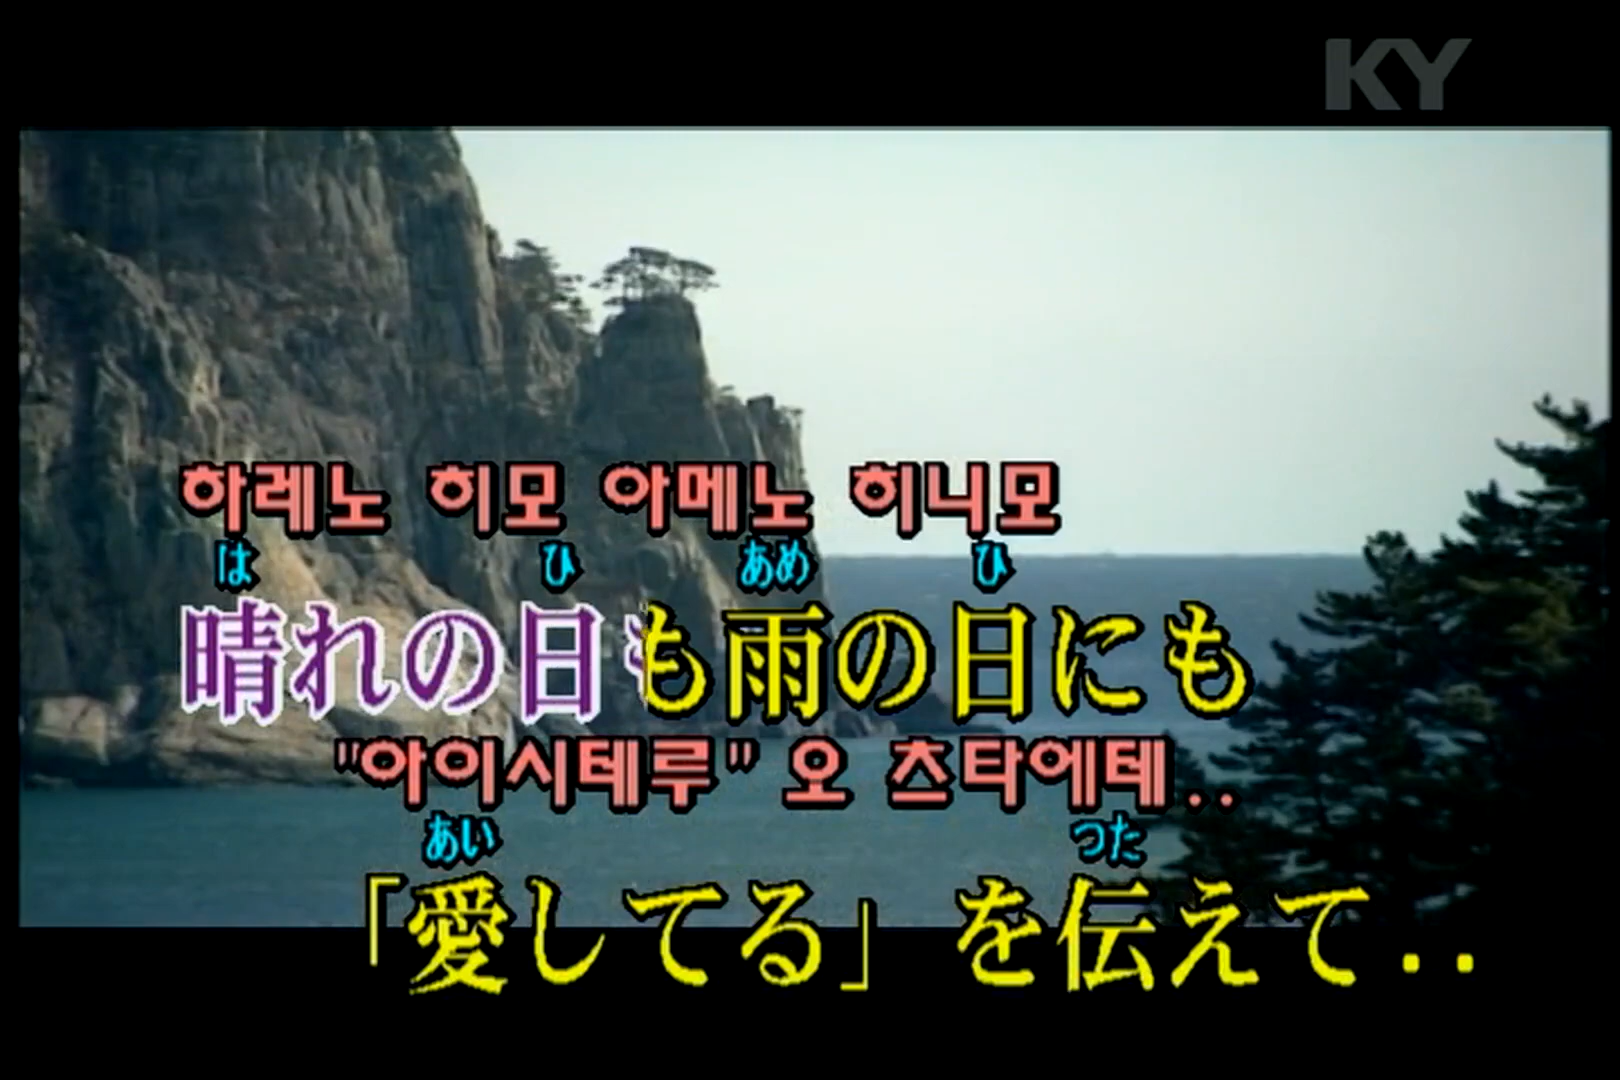 KY
하레노 히모 아메노 히니모
は ひ あめ ひ
晴れの日も雨の日にも
"아이시테루" 오 츠타에테..
あい つた
「愛してる」を伝えて..